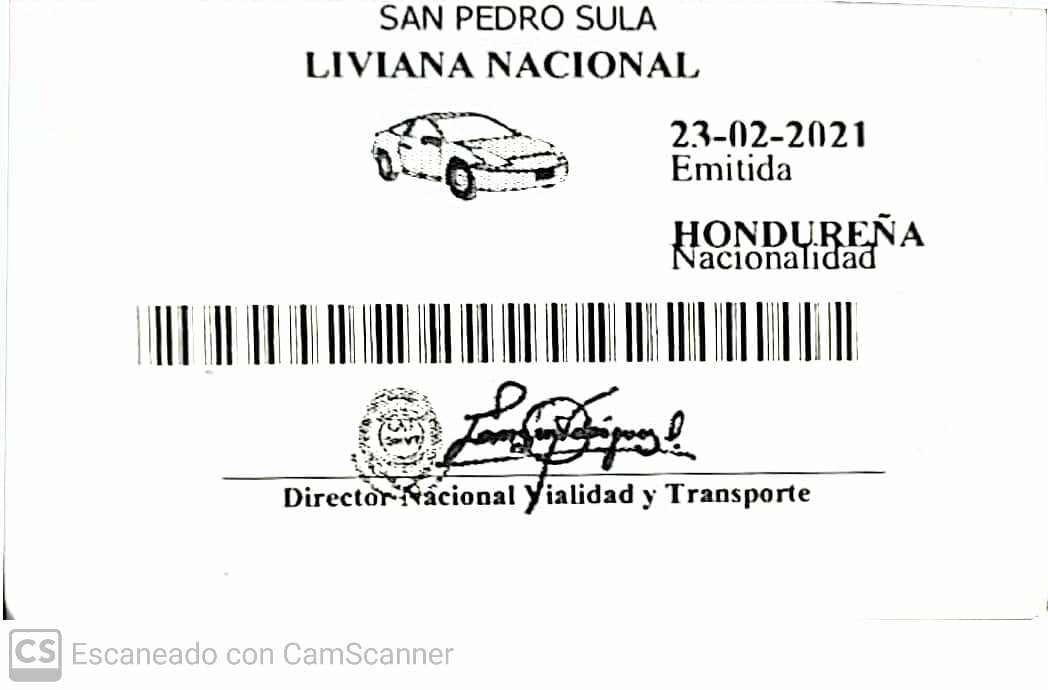 SAN PEDRO SULA
LIVIANA NACIONAL
23-02-2021
Emitida
HONDUREÑA
Nacionalidad
Director Nacional Vialidad y Transporte
CS Escaneado con CamScanner